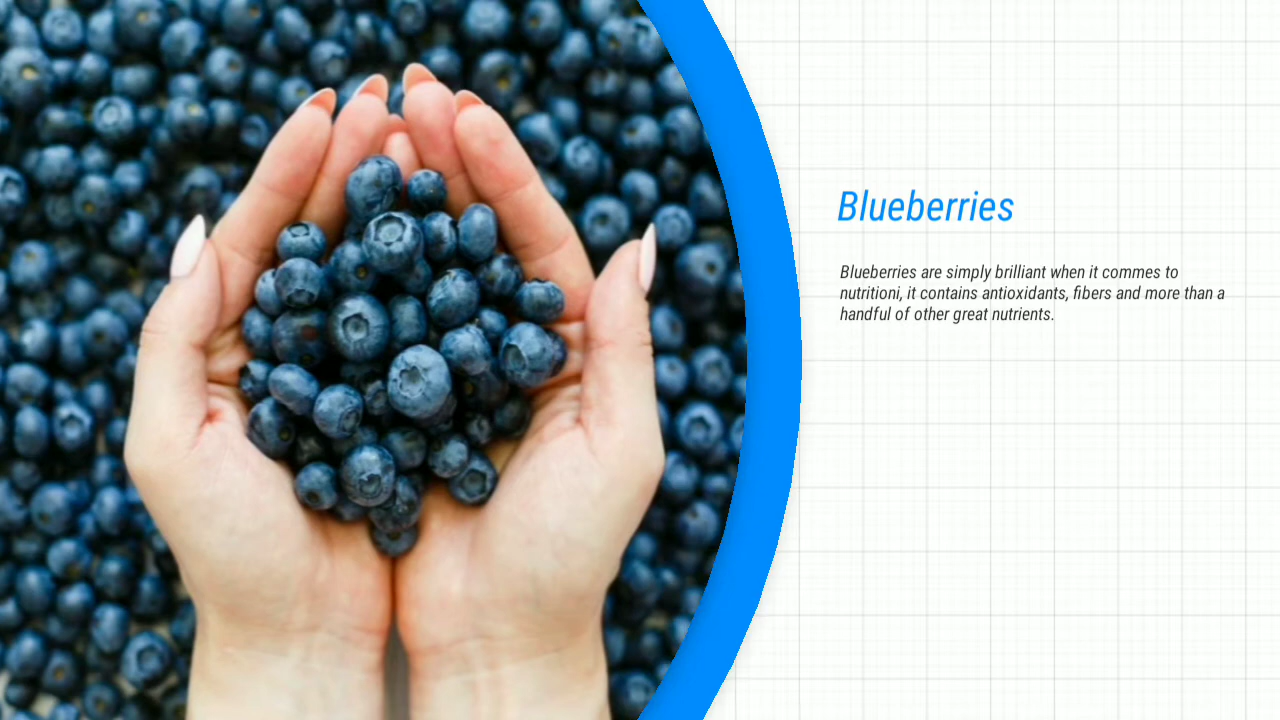 Blueberries
Blueberries are simply brilliant when it commes to
nutritioni, it contains antioxidants, fibers and more than a
handful of other great nutrients.